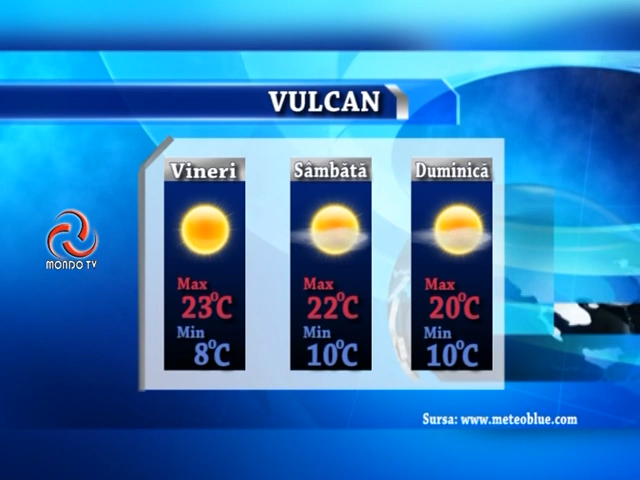 VULCAN
Vineri
Sâmbătă
Duminică
Max
23°C
Min
8°C
Max
22°C
Min
10°C
Max
20°C
Min
10°C
MONDO TV
Sursa: www.meteoblue.com